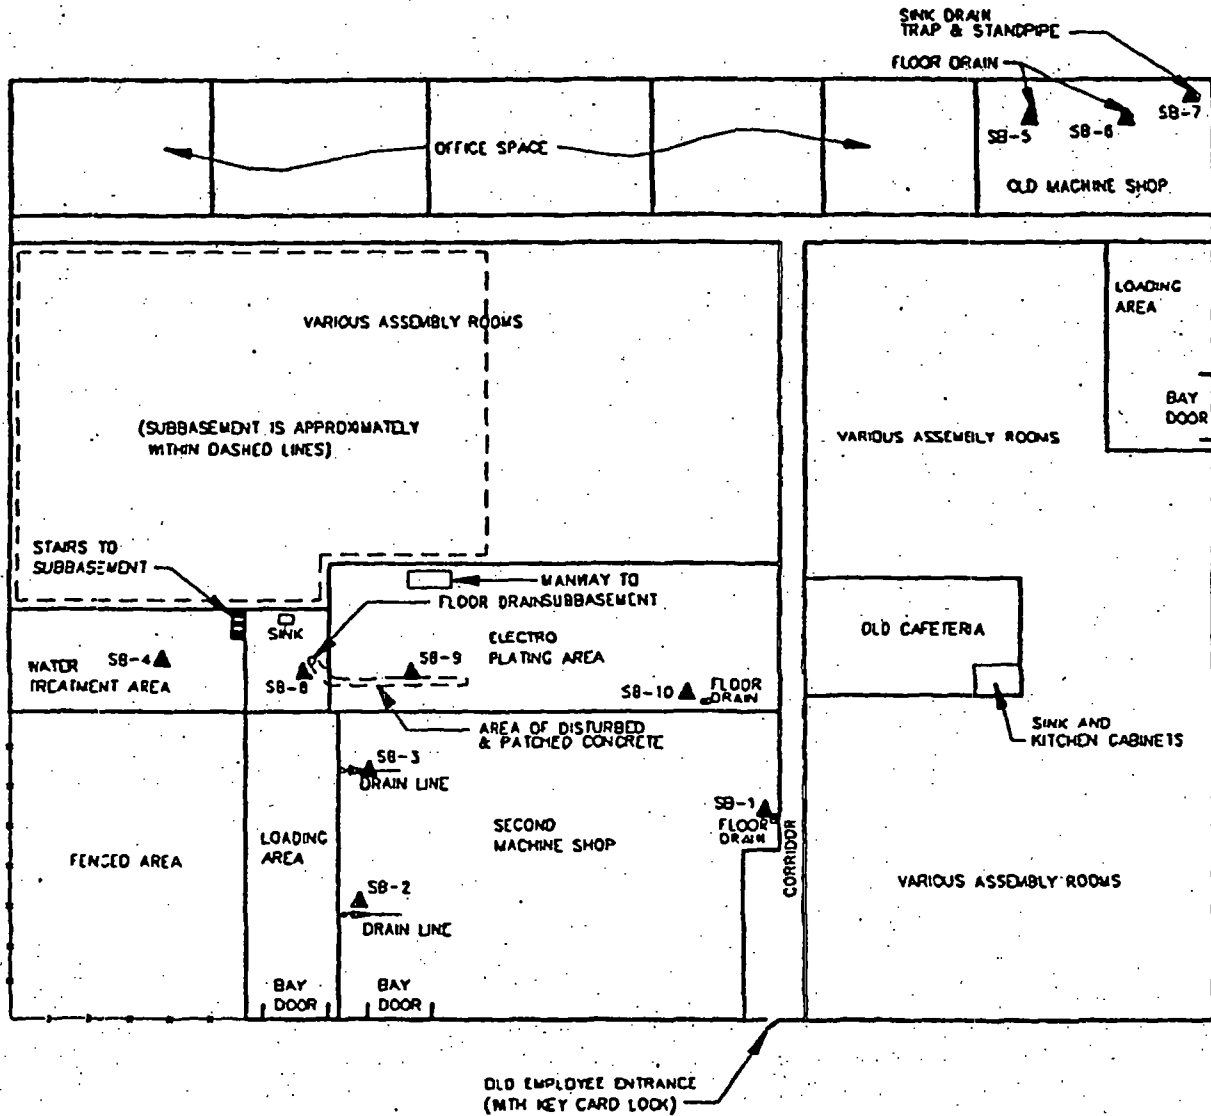 SINK DRAIN
TRAP & STANDPIPE
FLOOR DRAIN
SB-5
SB-6
SB-7
OFFICE SPACE
OLD MACHINE SHOP
VARIOUS ASSEMBLY ROOMS
LOADING
AREA
BAY
DOOR
(SUBBASEMENT IS APPROXIMATELY
WITHIN DASHED LINES)
VARIOUS ASSEMBLY ROOMS
STAIRS TO
SUBBASEMENT
MANWAY TO
SUBBASEMENT
FLOOR DRAIN
SINK
ELECTRO
PLATING AREA
OLD CAFETERIA
WATER
TREATMENT AREA
SB-4
SB-8
SB-9
SB-10
FLOOR
DRAIN
AREA OF DISTURBED
& PATCHED CONCRETE
SINK AND
KITCHEN CABINETS
SB-3
DRAIN LINE
SB-1
FLOOR
DRAIN
SECOND
MACHINE SHOP
LOADING
AREA
FENCED AREA
CORRIDOR
SB-2
DRAIN LINE
VARIOUS ASSEMBLY ROOMS
BAY
DOOR
BAY
DOOR
OLD EMPLOYEE ENTRANCE
(WITH KEY CARD LOCK)